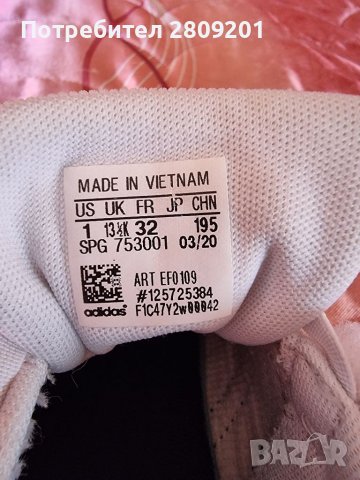 Потребител 2809201
MADE IN VIETNAM
US UK FR JP CHN
1 13½K 32 195
SPG 753001 03/20
ART EF0109
#125725384
adidas F1C47Y2w00042
BAZAR